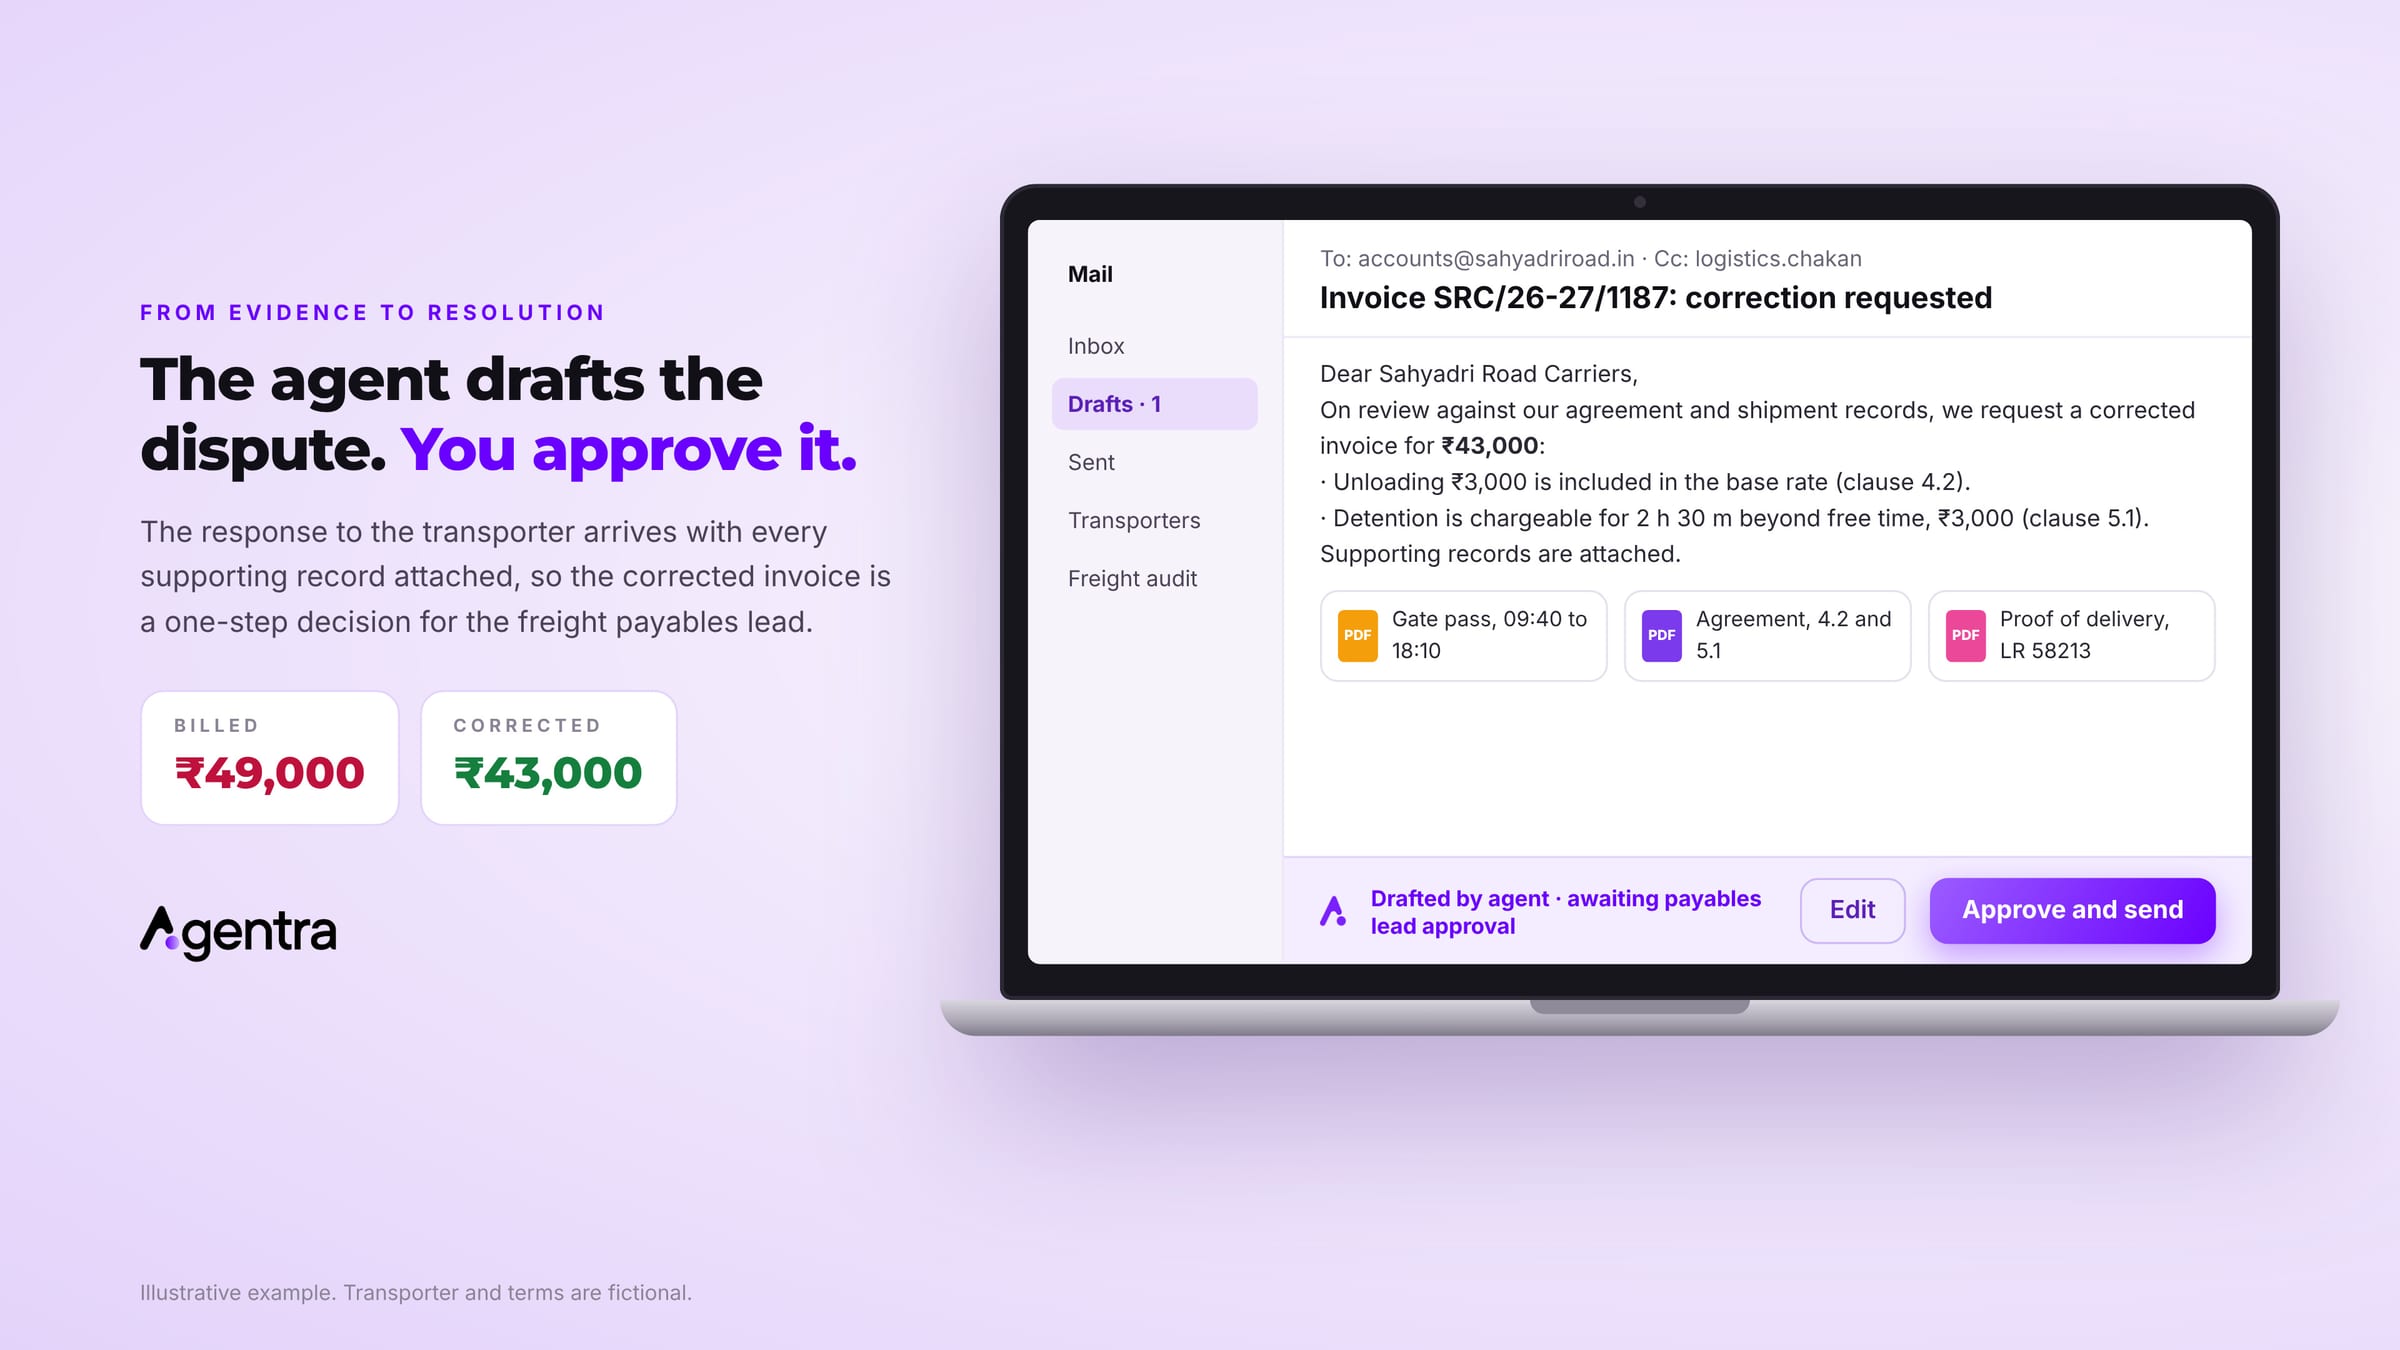 FROM EVIDENCE TO RESOLUTION
The agent drafts the
dispute. You approve it.
The response to the transporter arrives with every
supporting record attached, so the corrected invoice is
a one-step decision for the freight payables lead.
BILLED
₹49,000
CORRECTED
₹43,000
Agentra
Illustrative example. Transporter and terms are fictional.
Mail
Inbox
Drafts · 1
Sent
Transporters
Freight audit
To: accounts@sahyadriroad.in · Cc: logistics.chakan
Invoice SRC/26-27/1187: correction requested
Dear Sahyadri Road Carriers,
On review against our agreement and shipment records, we request a corrected
invoice for ₹43,000:
· Unloading ₹3,000 is included in the base rate (clause 4.2).
· Detention is chargeable for 2 h 30 m beyond free time, ₹3,000 (clause 5.1).
Supporting records are attached.
PDF
Gate pass, 09:40 to
18:10
PDF
Agreement, 4.2 and
5.1
PDF
Proof of delivery,
LR 58213
Drafted by agent · awaiting payables
lead approval
Edit
Approve and send